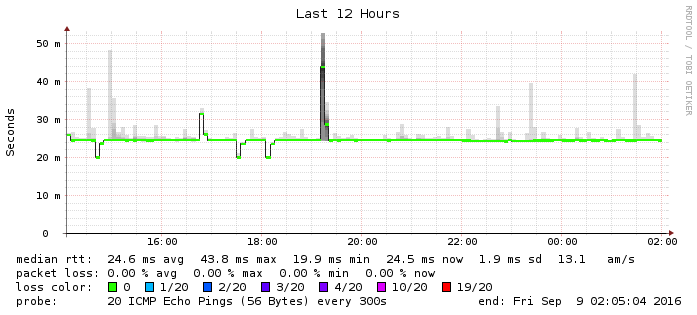 Last 12 Hours
RRDTOOL / TOBI OETIKER
Seconds
50 m
40 m
30 m
20 m
10 m
0
16:00 18:00 20:00 22:00 00:00 02:00
median rtt: 24.6 ms avg 43.8 ms max 19.9 ms min 24.5 ms now 1.9 ms sd 13.1 am/s
packet loss: 0.00 % avg 0.00 % max 0.00 % min 0.00 % now
loss color: 0 1/20 2/20 3/20 4/20 10/20 19/20
probe: 20 ICMP Echo Pings (56 Bytes) every 300s end: Fri Sep 9 02:05:04 2016